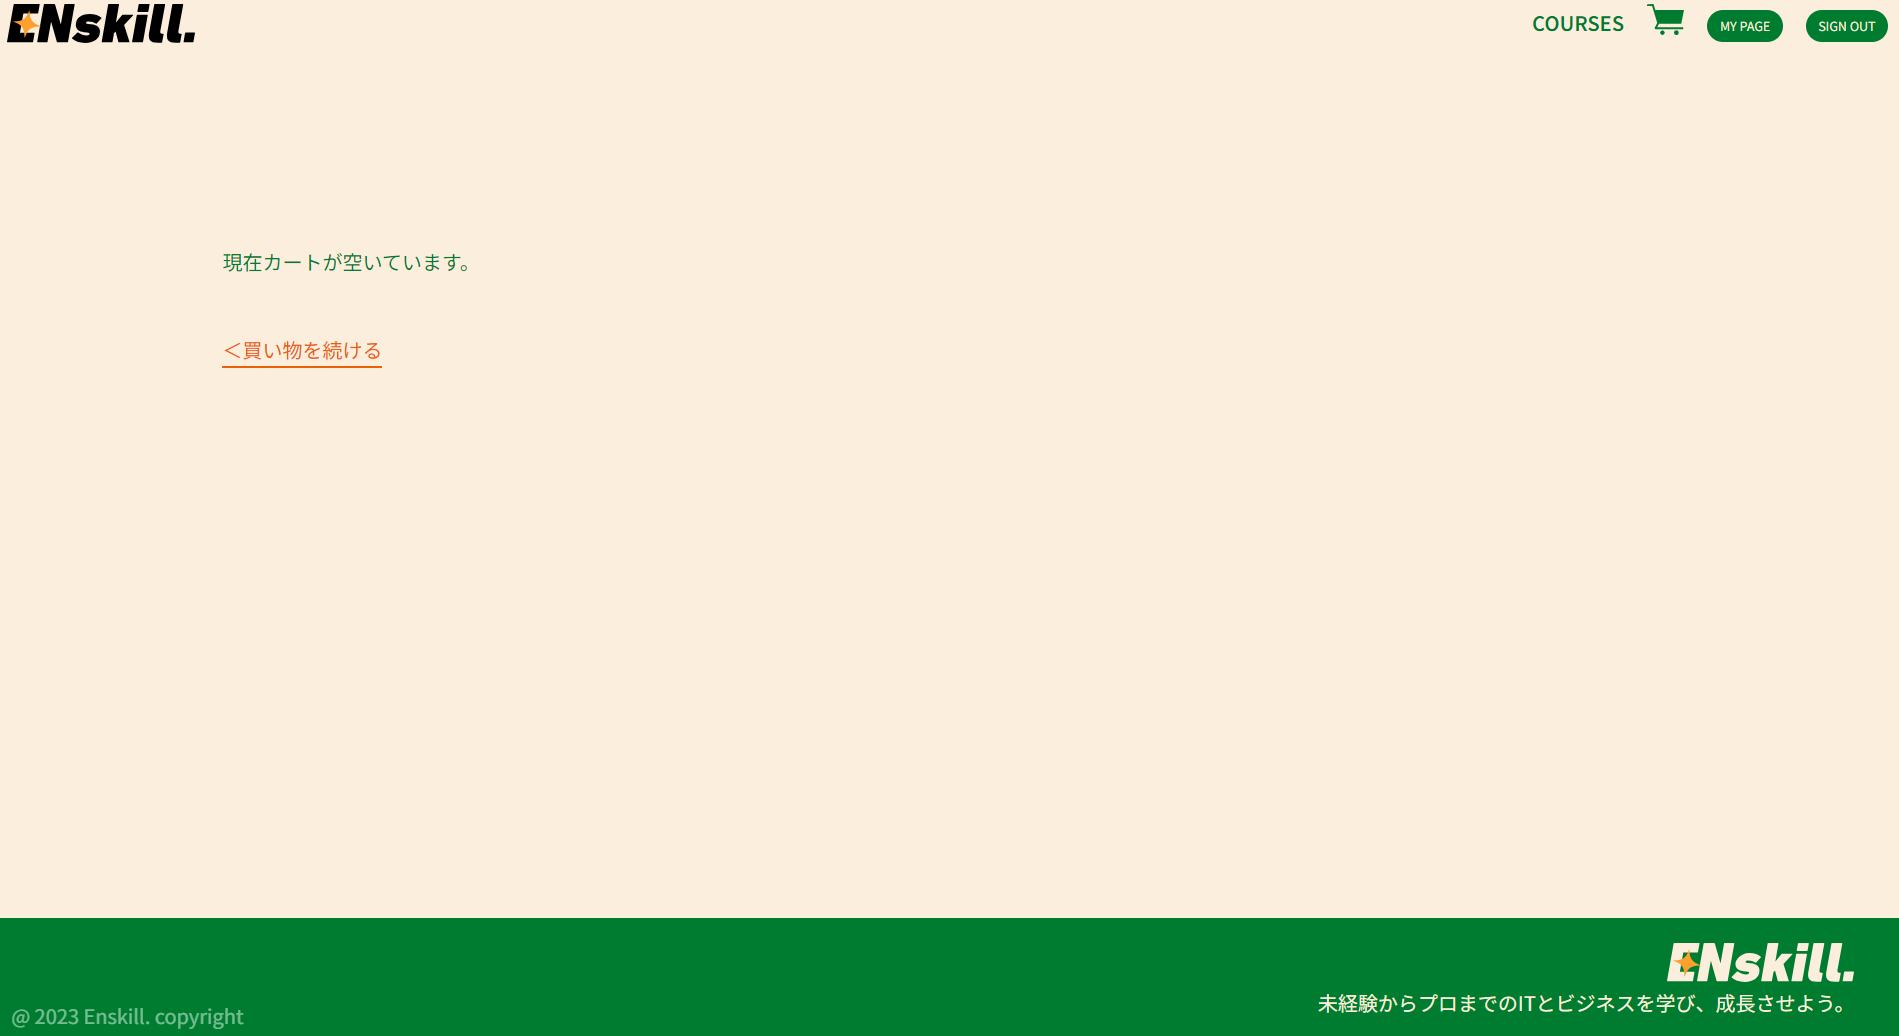 ENskill.
COURSES
MY PAGE
SIGN OUT
現在カートが空いています。
＜買い物を続ける
ENskill.
未経験からプロまでのITとビジネスを学び、成長させよう。
@ 2023 Enskill. copyright